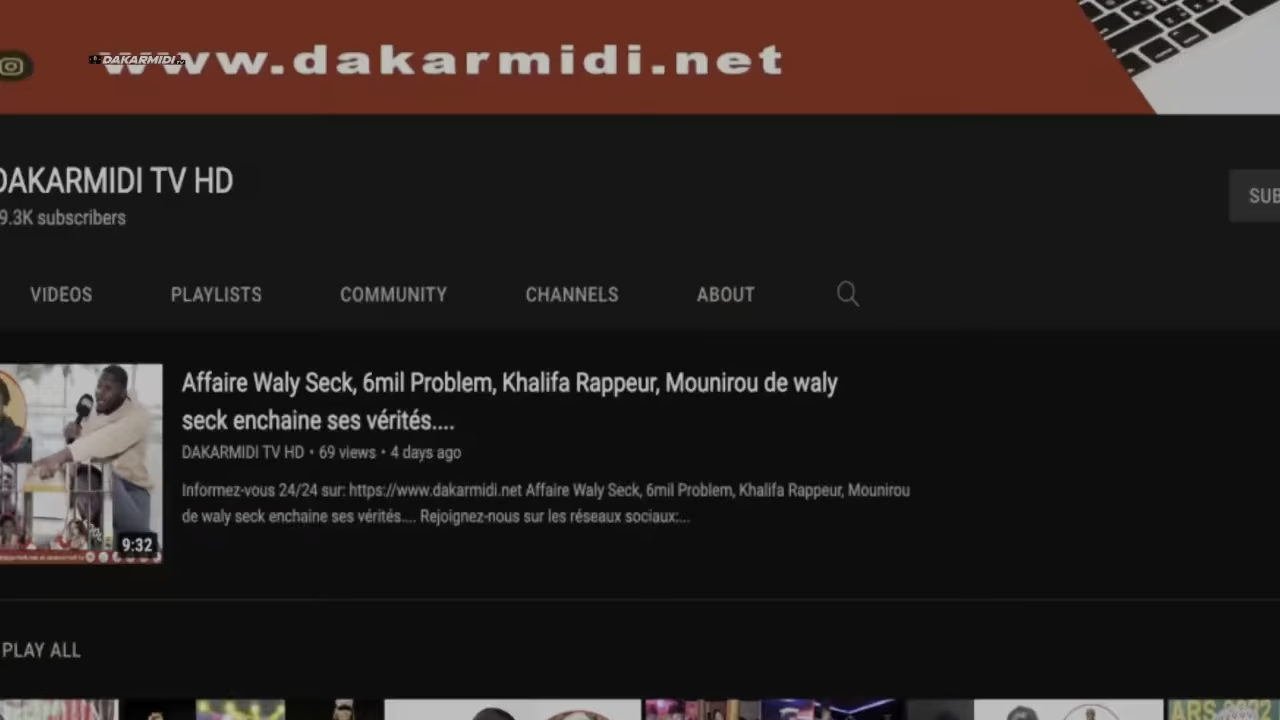 www.dakarmidi.net
DAKARMIDI
DAKARMIDI TV HD
9.3K subscribers
SUB
VIDEOS PLAYLISTS COMMUNITY CHANNELS ABOUT
Affaire Waly Seck, 6mil Problem, Khalifa Rappeur, Mounirou de waly
seck enchaine ses vérités....
DAKARMIDI TV HD • 69 views • 4 days ago
Informez-vous 24/24 sur: https://www.dakarmidi.net Affaire Waly Seck, 6mil Problem, Khalifa Rappeur, Mounirou
de waly seck enchaine ses vérités.... Rejoignez-nous sur les réseaux sociaux:...
9:32
PLAY ALL
ARS 2022